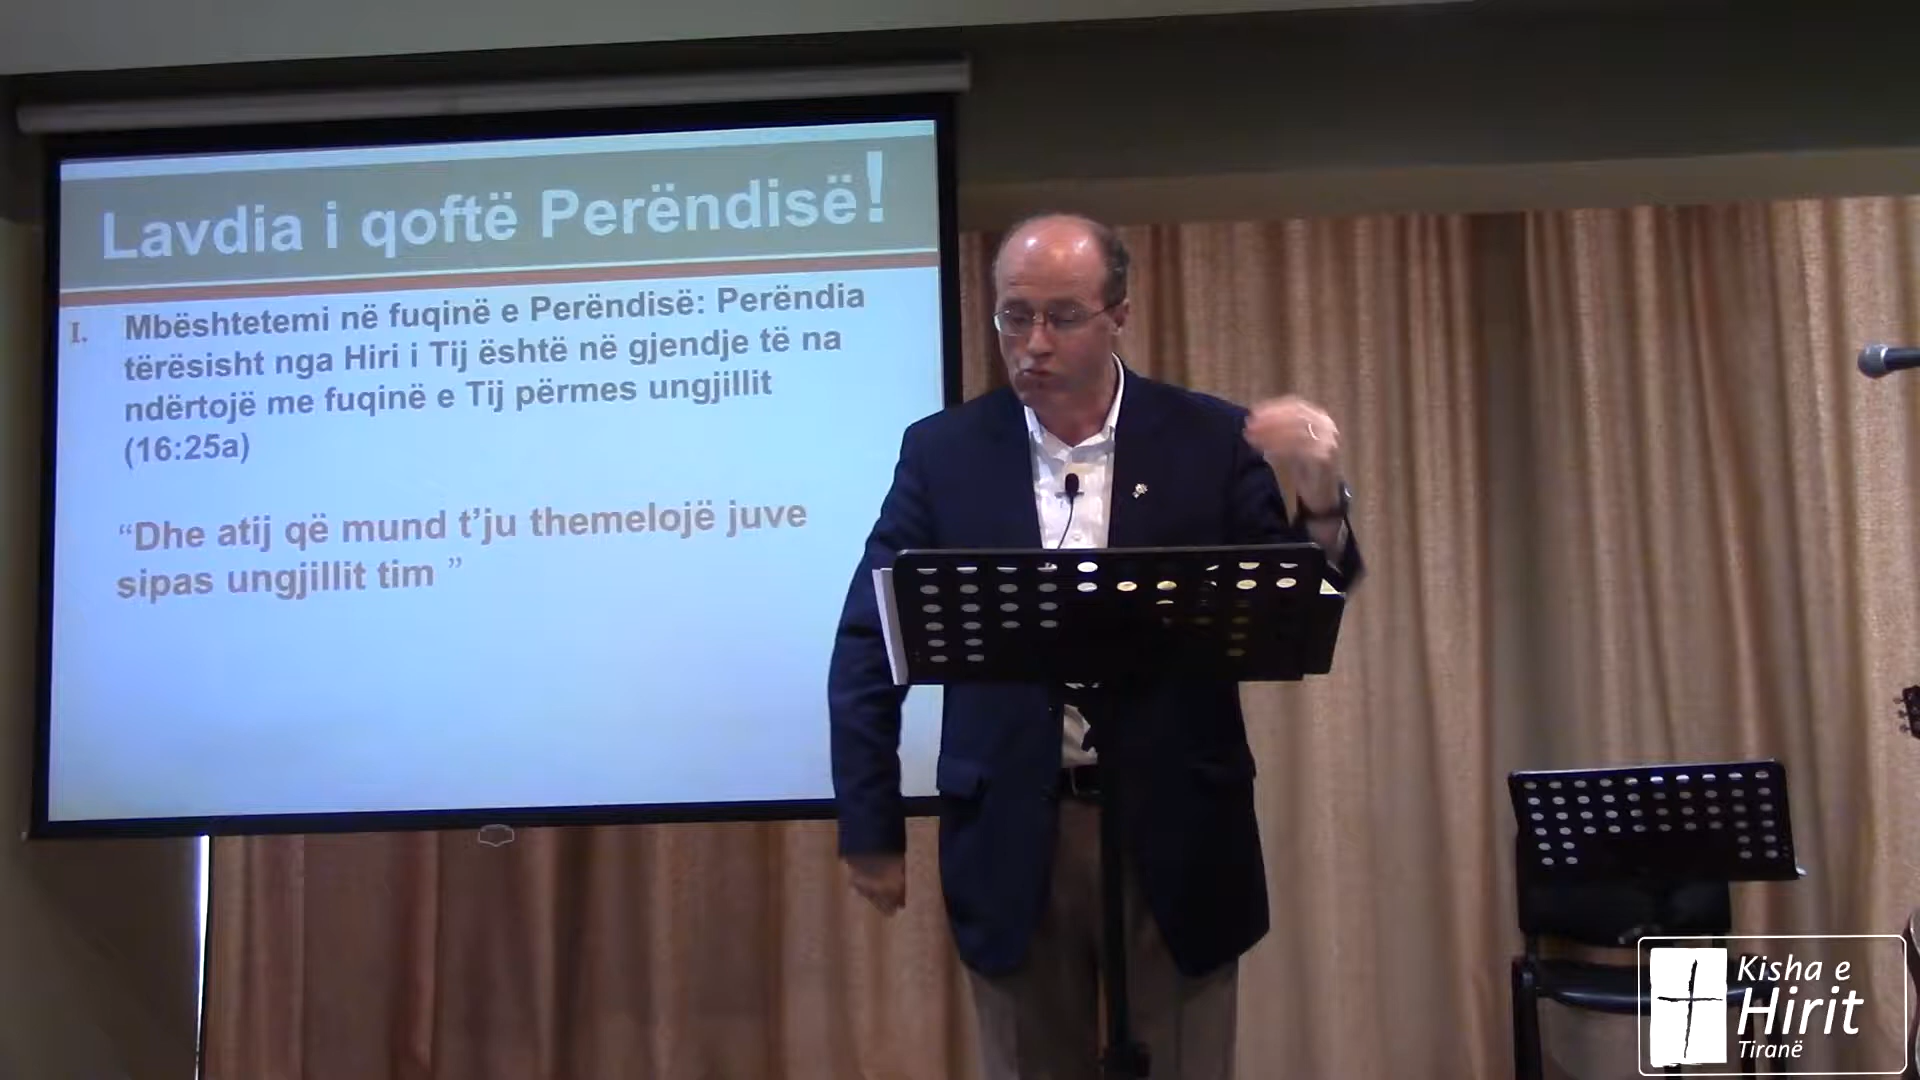 Lavdia i qoftë Perëndisë!
I. Mbështetemi në fuqinë e Perëndisë: Perëndia
tërësisht nga Hiri i Tij është në gjendje të na
ndërtojë me fuqinë e Tij përmes ungjillit
(16:25a)
“Dhe atij që mund t’ju themelojë juve
sipas ungjillit tim ”
Kisha e
Hirit
Tiranë